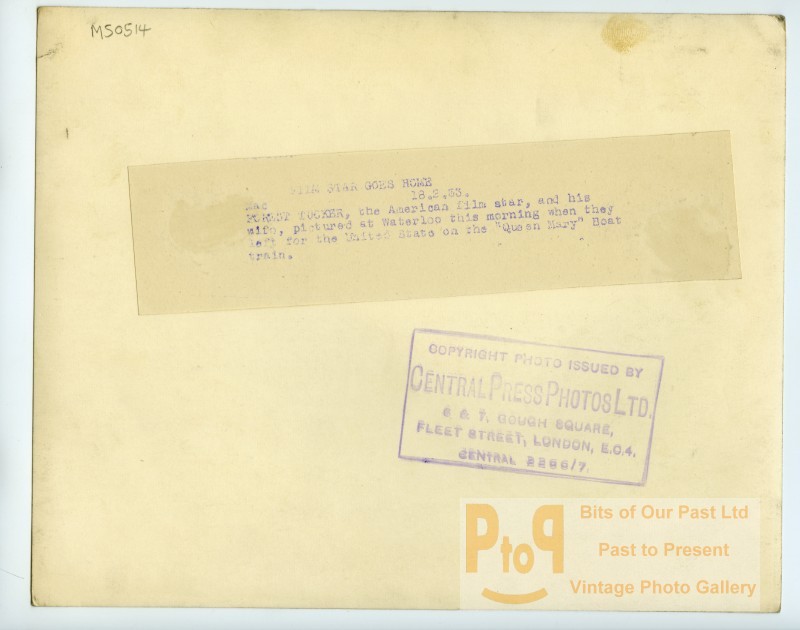 M50514
FILM STAR GOES HOME
Mac 18.9.53.
FOREST TUCKER, the American film star, and his
wife, pictured at Waterloo this morning when they
left for the United State on the "Queen Mary" Boat
train.
COPYRIGHT PHOTO ISSUED BY
CENTRAL PRESS PHOTOS LTD.
6 & 7, GOUGH SQUARE,
FLEET STREET, LONDON, E.C.4.
CENTRAL 2266/7.
PtoP
Bits of Our Past Ltd
Past to Present
Vintage Photo Gallery